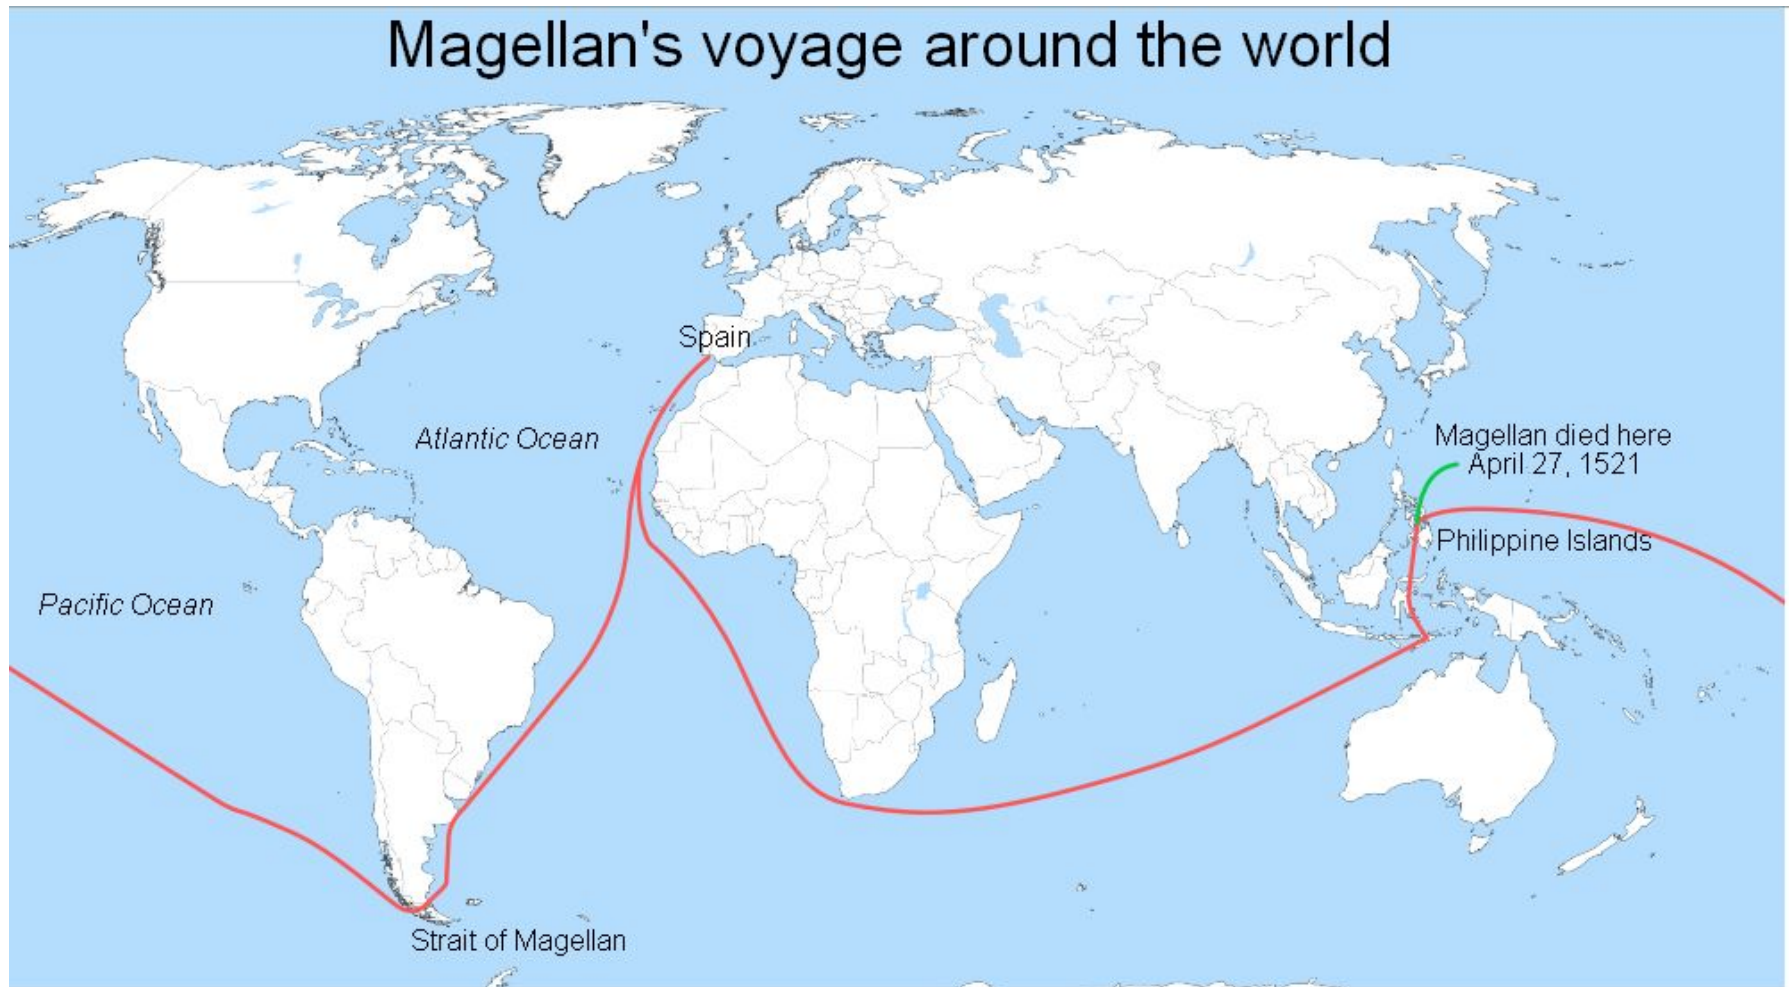 Magellan's voyage around the world
Spain
Atlantic Ocean
Magellan died here
April 27, 1521
Philippine Islands
Pacific Ocean
Strait of Magellan